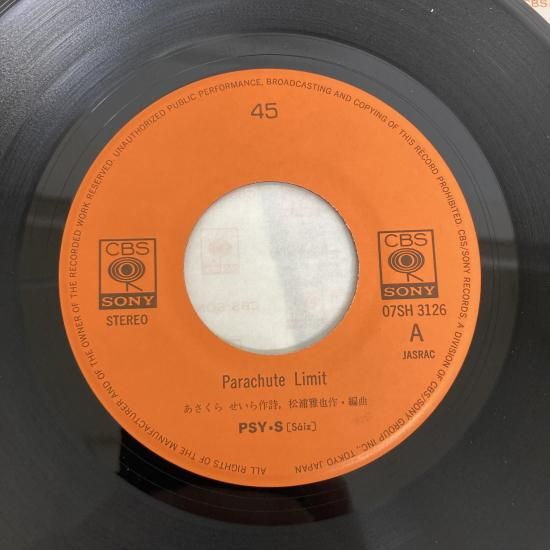 UNAUTHORIZED PUBLIC PERFORMANCE, BROADCASTING AND COPYING OF THIS RECORD PROHIBITED. CBS/SONY RECORDS, A DIVISION OF CBS/SONY GROUP INC., TOKYO JAPAN
ALL RIGHTS OF THE MANUFACTURER AND OF THE OWNER OF THE RECORDED WORK RESERVED.
45
CBS
SONY
STEREO
CBS
SONY
07SH 3126
A
JASRAC
Parachute Limit
あさくら せいら作詩, 松浦雅也作・編曲
PSY・S [Sáiz]
CBS